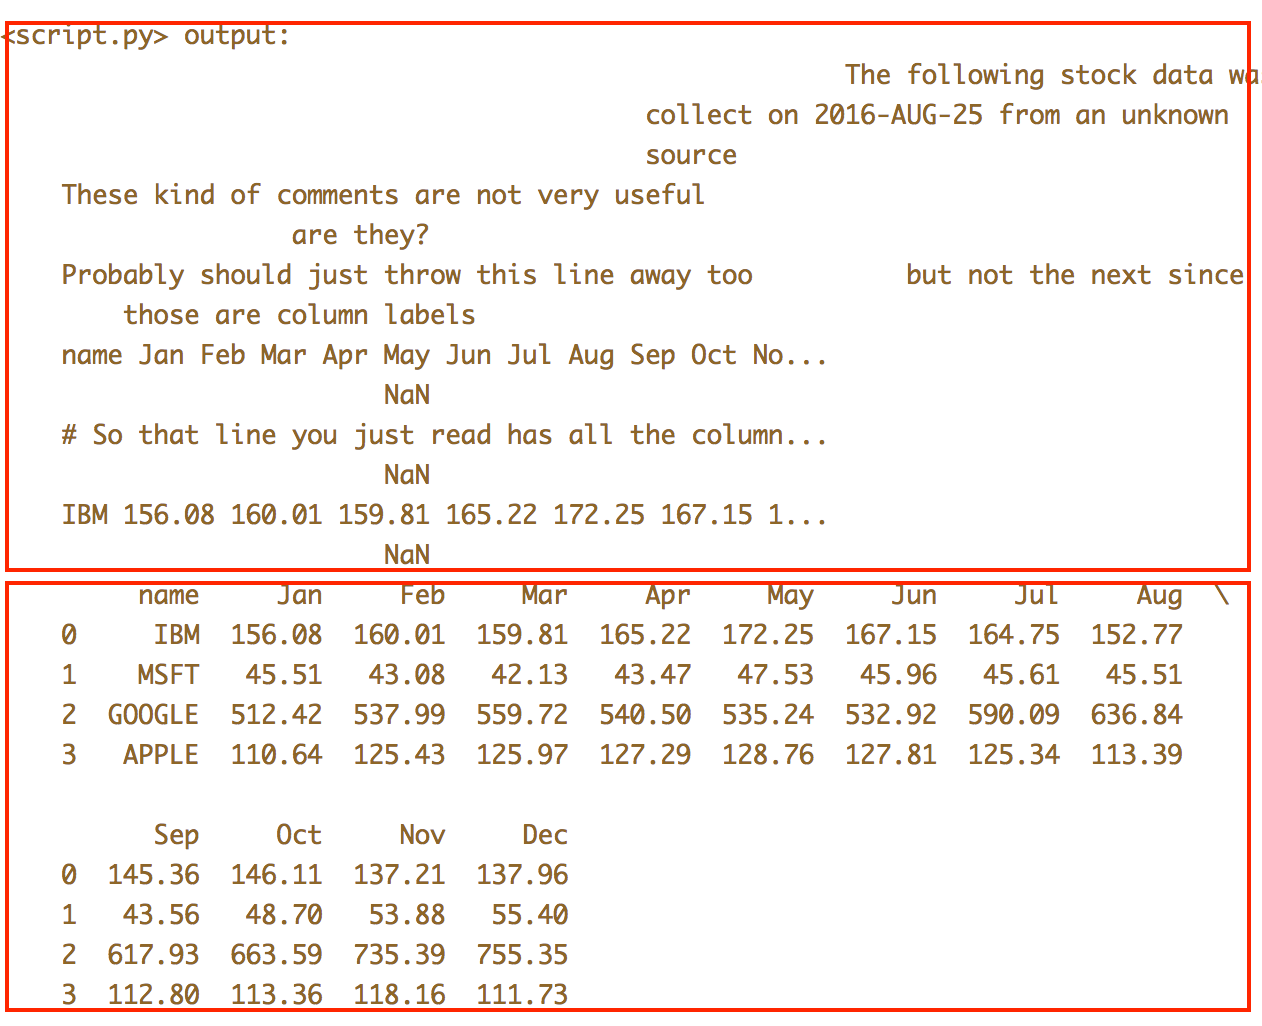 <script.py> output:
The following stock data wa
collect on 2016-AUG-25 from an unknown
source
These kind of comments are not very useful
are they?
Probably should just throw this line away too but not the next since
those are column labels
name Jan Feb Mar Apr May Jun Jul Aug Sep Oct No...
NaN
# So that line you just read has all the column...
NaN
IBM 156.08 160.01 159.81 165.22 172.25 167.15 1...
NaN
name Jan Feb Mar Apr May Jun Jul Aug \
0 IBM 156.08 160.01 159.81 165.22 172.25 167.15 164.75 152.77
1 MSFT 45.51 43.08 42.13 43.47 47.53 45.96 45.61 45.51
2 GOOGLE 512.42 537.99 559.72 540.50 535.24 532.92 590.09 636.84
3 APPLE 110.64 125.43 125.97 127.29 128.76 127.81 125.34 113.39
Sep Oct Nov Dec
0 145.36 146.11 137.21 137.96
1 43.56 48.70 53.88 55.40
2 617.93 663.59 735.39 755.35
3 112.80 113.36 118.16 111.73